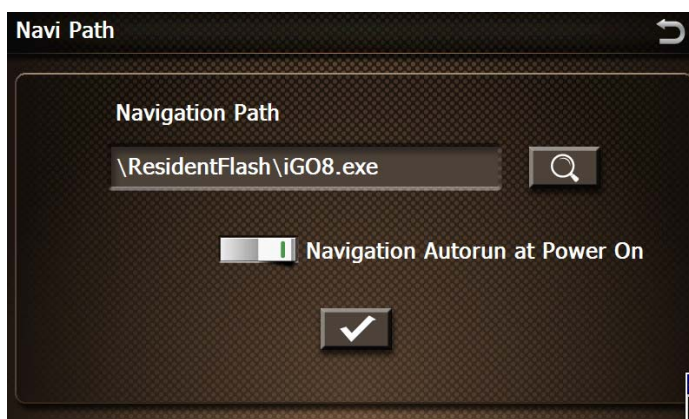 Navi Path
Navigation Path
\ResidentFlash\iGO8.exe
Navigation Autorun at Power On